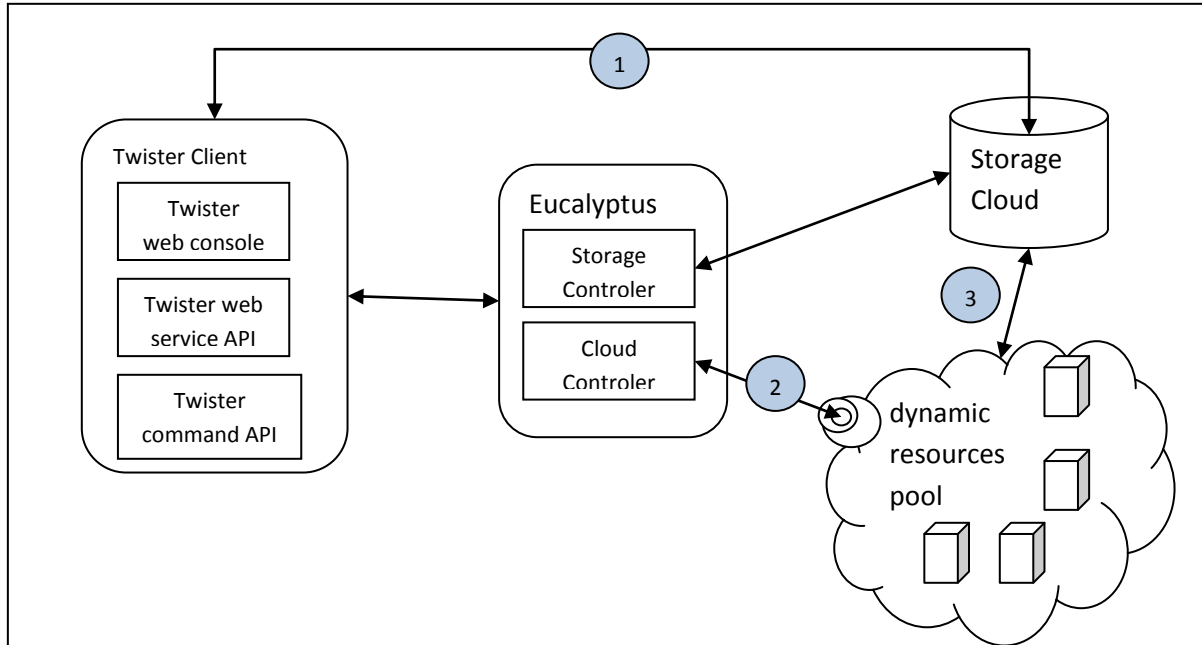 1
Twister Client
Twister
web console
Twister web
service API
Twister
command API
Eucalyptus
Storage
Controler
Cloud
Controler
Storage
Cloud
3
2
dynamic
resources
pool